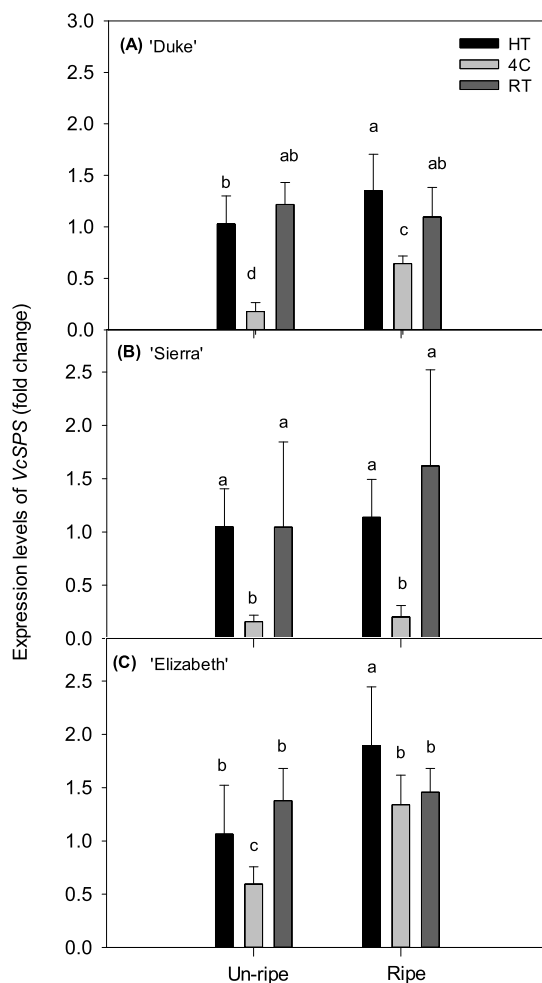 3.0
(A) 'Duke'
HT
4C
RT
2.5
2.0
1.5
1.0
0.5
0.0
b
d
ab
a
c
ab
Expression levels of VcSPS (fold change)
(B) 'Sierra'
2.5
2.0
1.5
1.0
0.5
0.0
a
b
a
a
b
a
(C) 'Elizabeth'
2.5
2.0
1.5
1.0
0.5
0.0
b
c
b
a
b
b
Un-ripe
Ripe